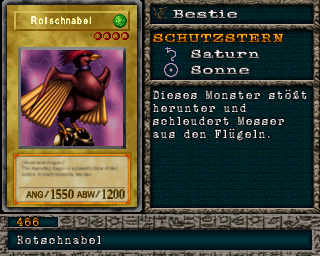 Rotschnabel
ANG/1550 ABW/1200
Bestie
SCHUTZSTERN
Saturn
Sonne
Dieses Monster stößt
herunter und
schleudert Messer
aus den Flügeln.
466
Rotschnabel